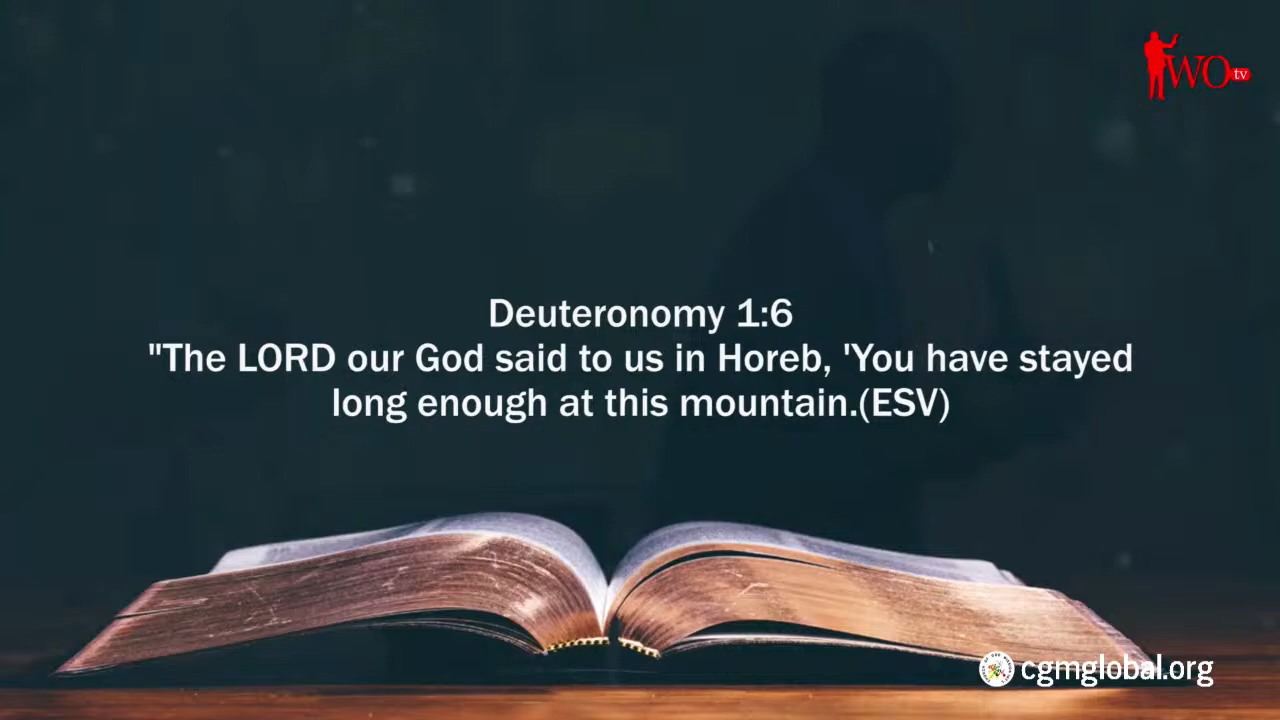 WO tv
Deuteronomy 1:6
"The LORD our God said to us in Horeb, 'You have stayed
long enough at this mountain.(ESV)
cgmglobal.org